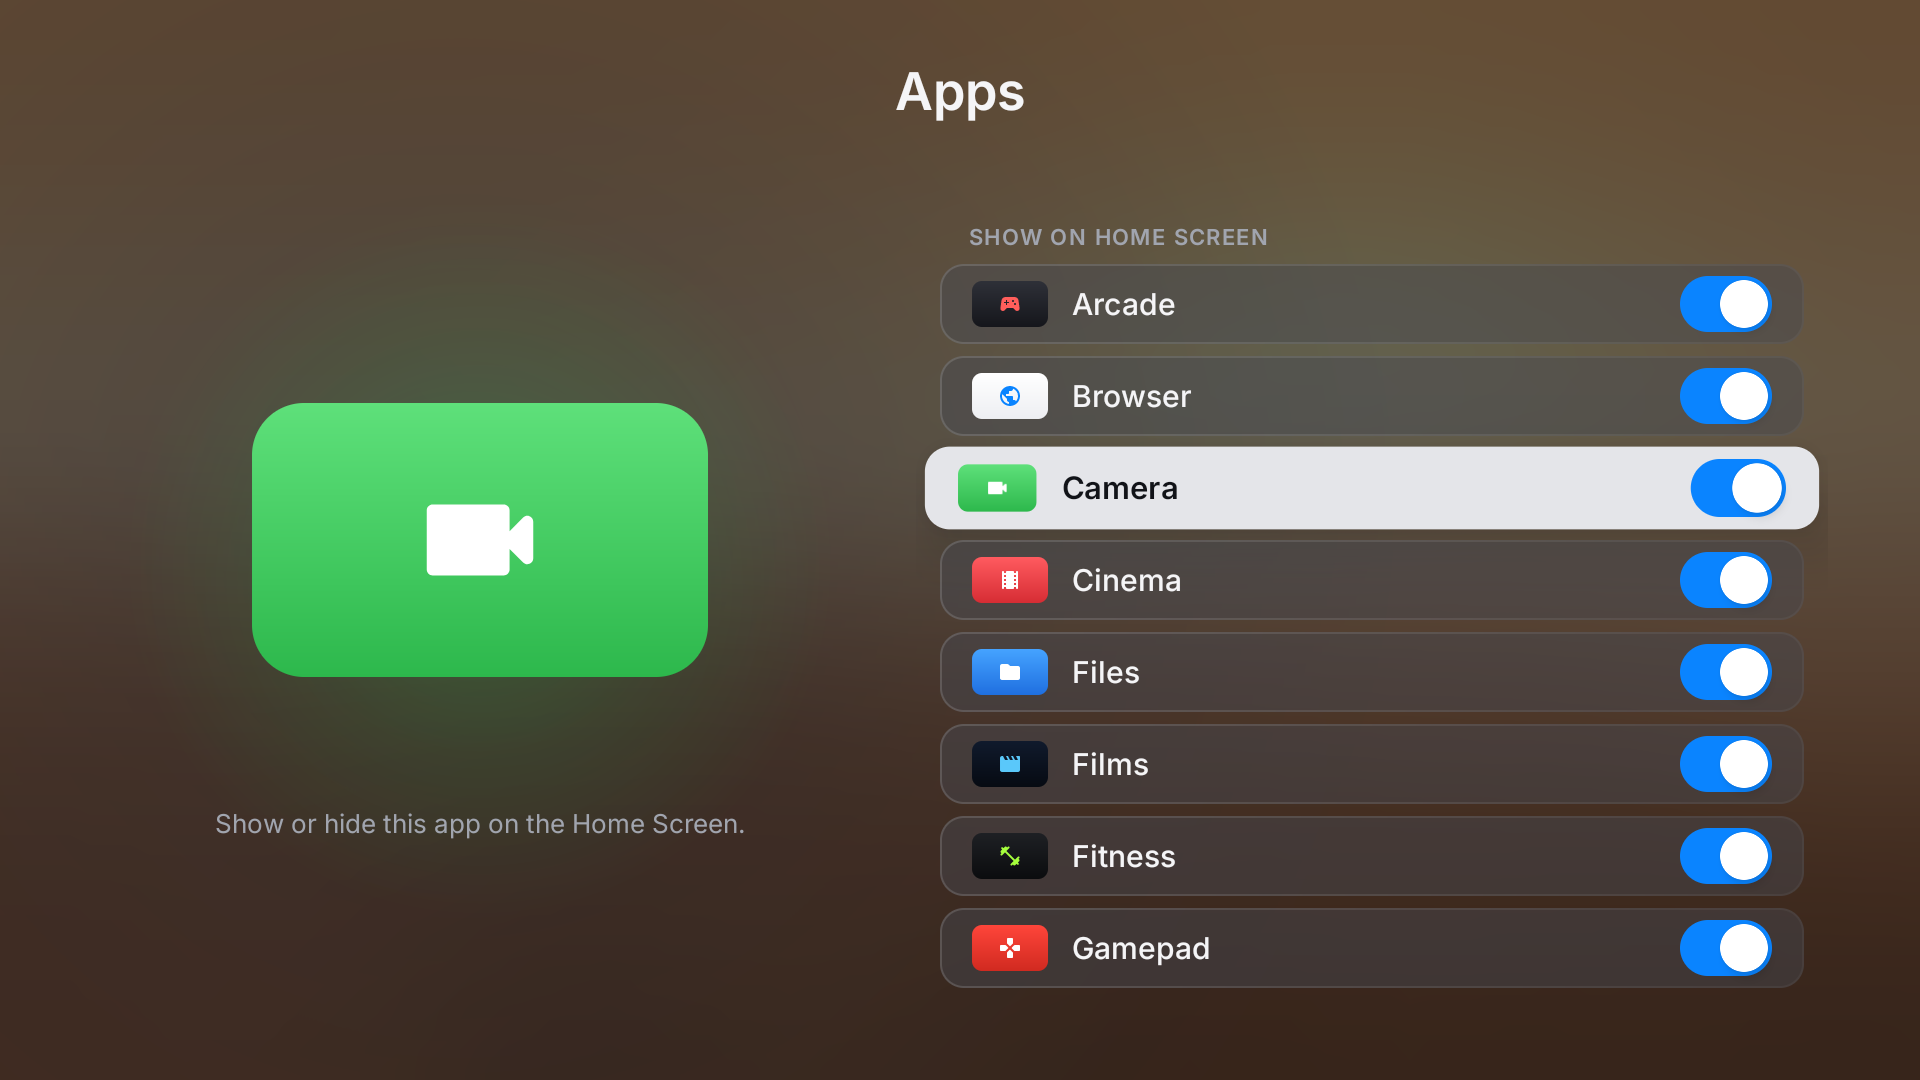 Apps
SHOW ON HOME SCREEN
Arcade
Browser
Camera
Cinema
Files
Films
Fitness
Gamepad
Show or hide this app on the Home Screen.